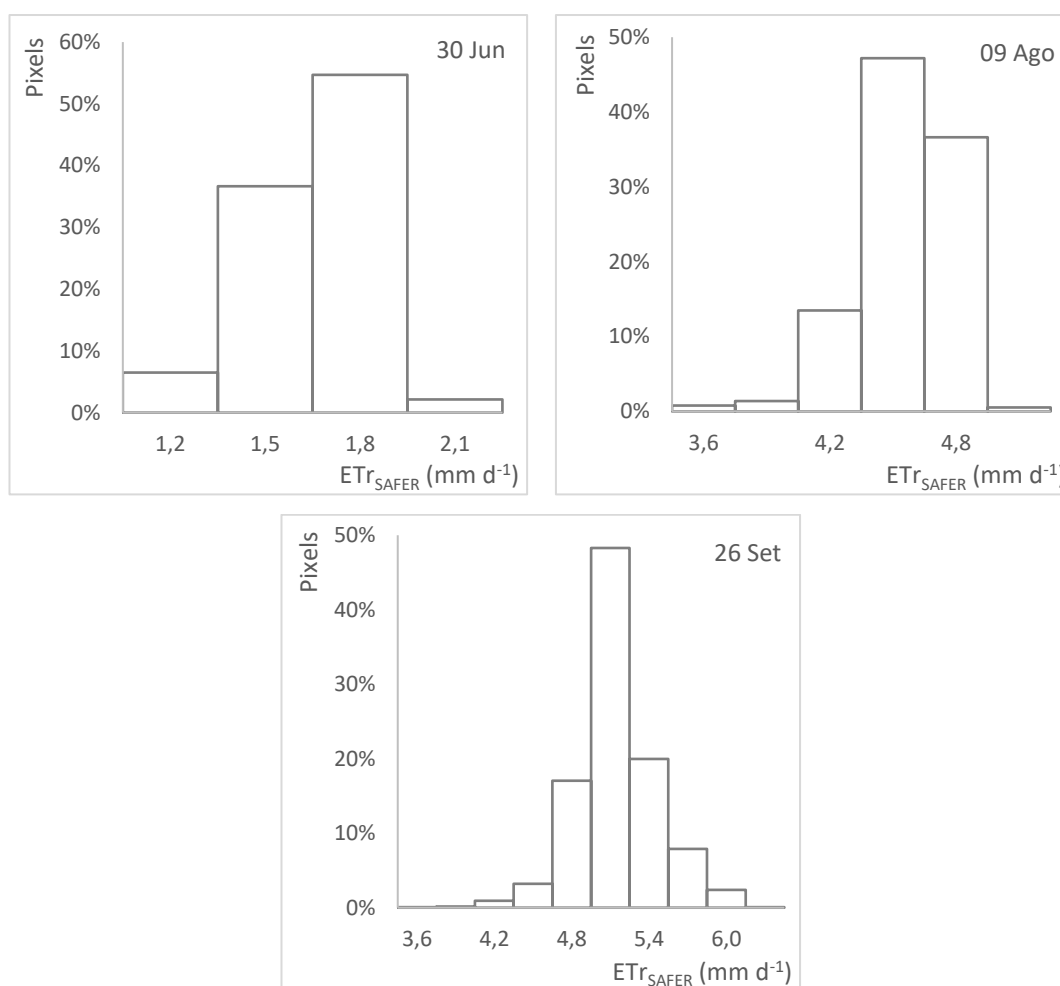 60%
30 Jun
Pixels
50%
40%
30%
20%
10%
0%
1,2 1,5 1,8 2,1
ETrSAFER (mm d-1)
50%
09 Ago
Pixels
40%
30%
20%
10%
0%
3,6 4,2 4,8
ETrSAFER (mm d-1)
50%
26 Set
Pixels
40%
30%
20%
10%
0%
3,6 4,2 4,8 5,4 6,0
ETrSAFER (mm d-1)